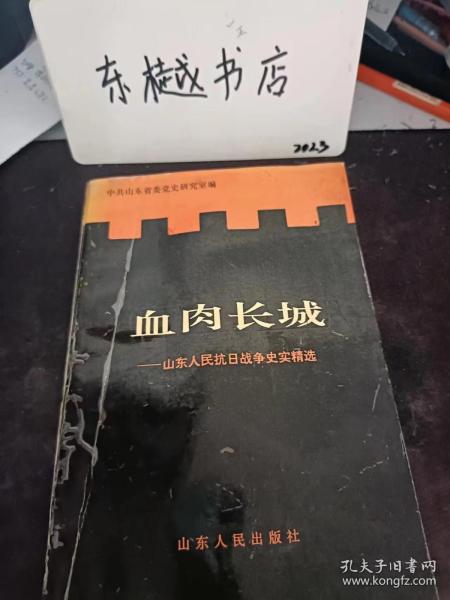 东樾书店
2023
中共山东省委党史研究室编
血肉长城
——山东人民抗日战争史实精选
山东人民出版社
孔夫子旧书网
www.kongfz.com